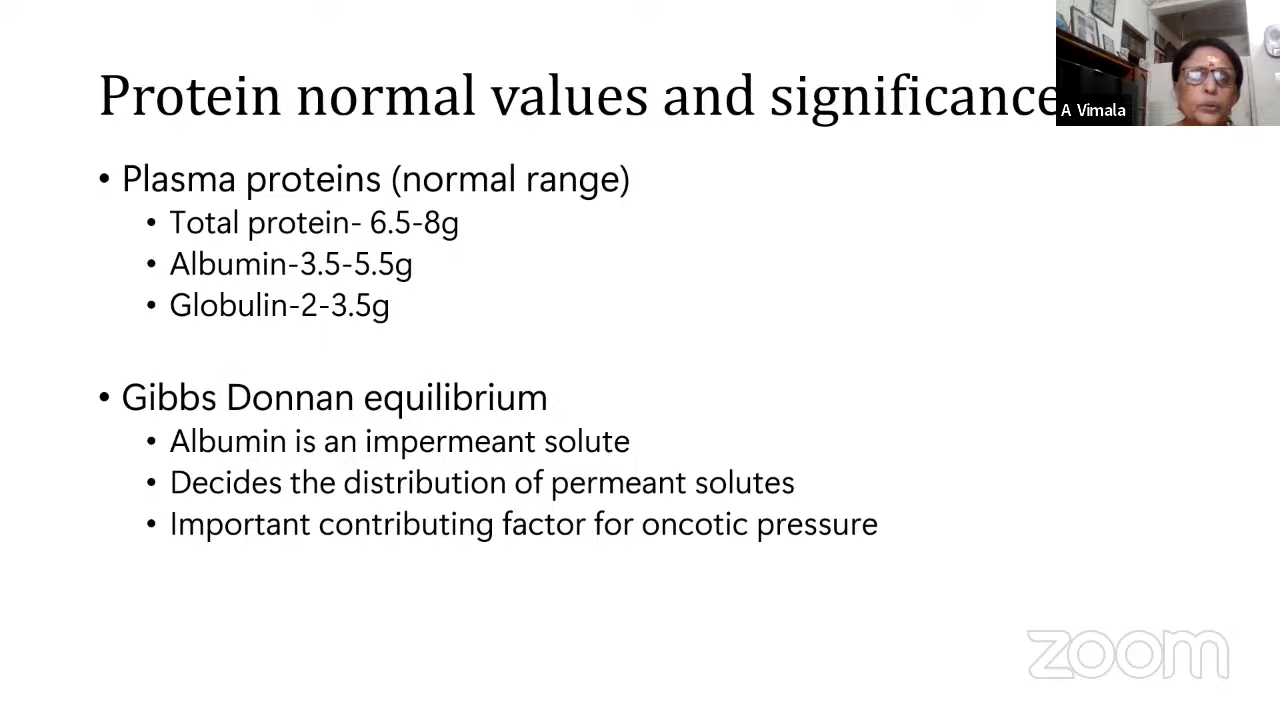 Protein normal values and significance
A Vimala
• Plasma proteins (normal range)
• Total protein- 6.5-8g
• Albumin-3.5-5.5g
• Globulin-2-3.5g
• Gibbs Donnan equilibrium
• Albumin is an impermeant solute
• Decides the distribution of permeant solutes
• Important contributing factor for oncotic pressure
zoom